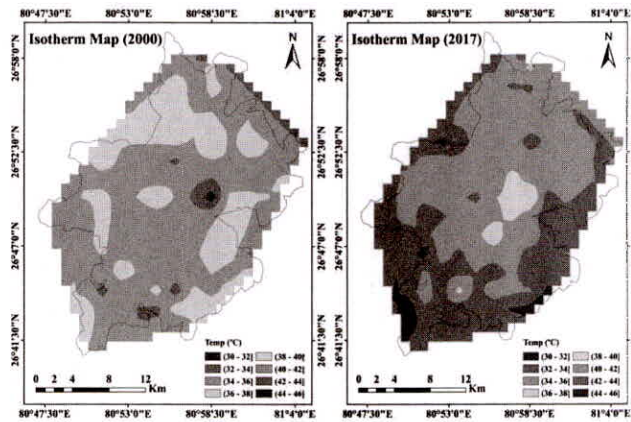 80°47'30"E 80°53'0"E 80°58'30"E 81°4'0"E
80°47'30"E 80°53'0"E 80°58'30"E 81°4'0"E
Isotherm Map (2000)
N
Isotherm Map (2017)
N
26°58'0"N
26°52'30"N
26°47'0"N
26°41'30"N
26°58'0"N
26°52'30"N
26°47'0"N
26°41'30"N
Temp (°C)
(30 - 32] (38 - 40]
(32 - 34] (40 - 42]
(34 - 36] (42 - 44]
(36 - 38] (44 - 46]
0 2 4 8 12
Km
Temp (°C)
(30 - 32] (38 - 40]
(32 - 34] (40 - 42]
(34 - 36] (42 - 44]
(36 - 38] (44 - 46]
0 2 4 8 12
Km
80°47'30"E 80°53'0"E 80°58'30"E 81°4'0"E
80°47'30"E 80°53'0"E 80°58'30"E 81°4'0"E